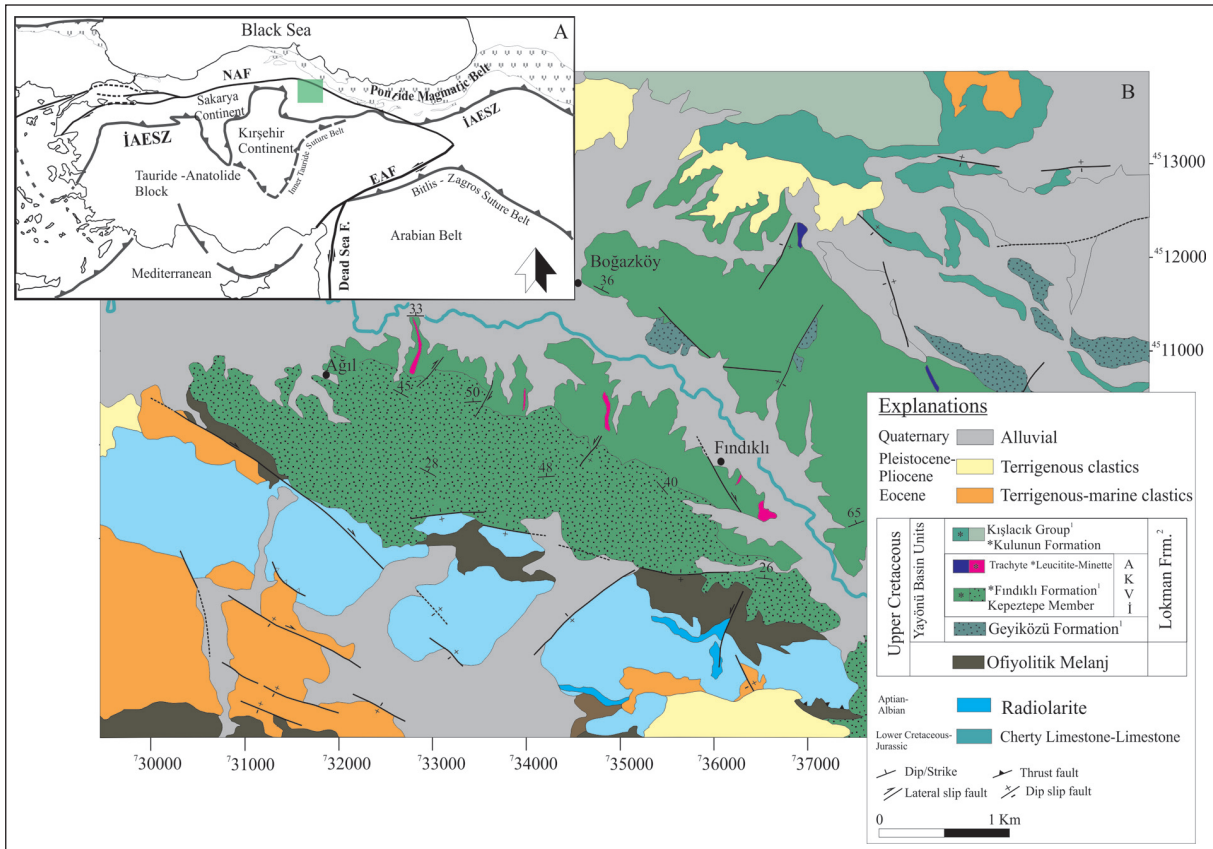 Black Sea
A
NAF
Pontide Magmatic Belt
Sakarya
Continent
İAESZ
İAESZ
Kırşehir
Continent
Inner Tauride Suture Belt
Tauride -Anatolide
Block
EAF
Bitlis - Zagros Suture Belt
Arabian Belt
Dead Sea F.
Mediterranean
B
45 13000
45 12000
45 11000
Boğazköy
36
33
Ağıl
45
50
28
48
Fındıklı
40
65
26
7 30000
7 31000
7 32000
7 33000
7 34000
7 35000
7 36000
7 37000
Explanations
Quaternary Alluvial
Pleistocene-
Pliocene Terrigenous clastics
Eocene Terrigenous-marine clastics
Upper Cretaceous
Yayönü Basin Units
* Kışlacık Group1
*Kulunun Formation
Trachyte *Leucitite-Minette
* *Fındıklı Formation1
Kepeztepe Member
A
K
V
İ
Geyiközü Formation1
Lokman Frm.2
Ofiyolitik Melanj
Aptian-
Albian
Radiolarite
Lower Cretaceous-
Jurassic
Cherty Limestone-Limestone
Dip/Strike
Thrust fault
Lateral slip fault
Dip slip fault
0 1 Km